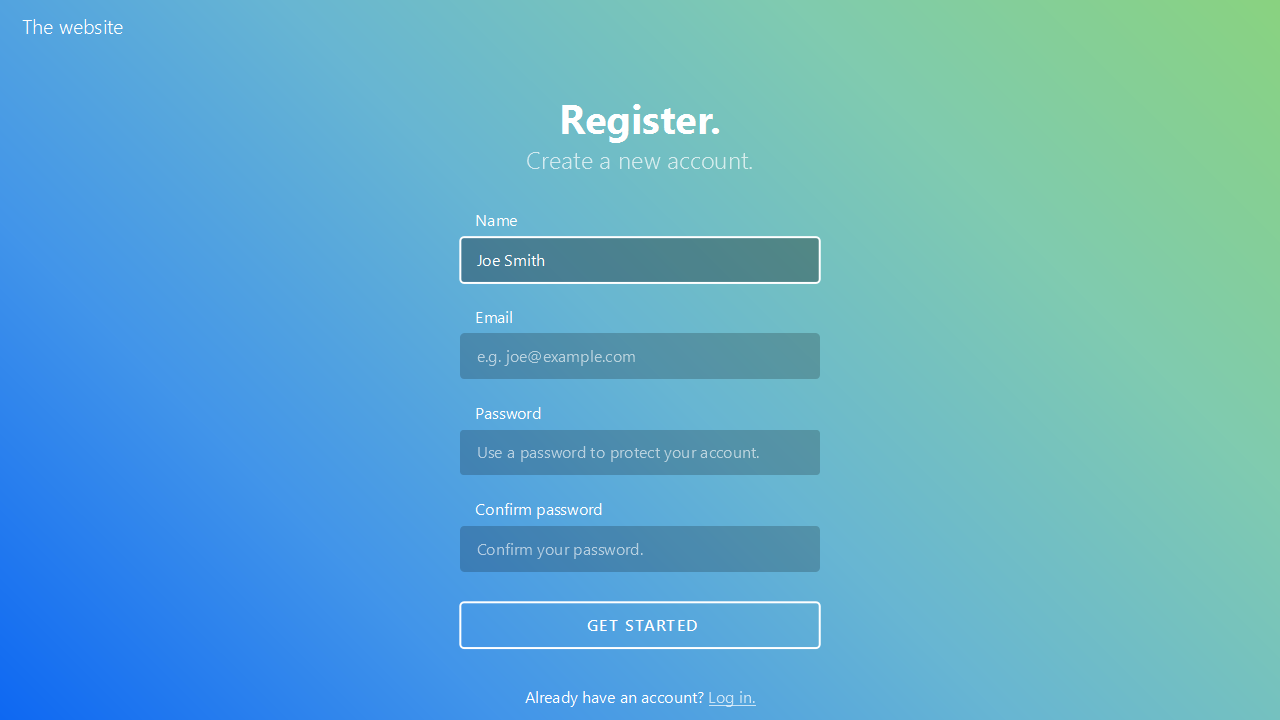 The website
Register.
Create a new account.
Name
Joe Smith
Email
e.g. joe@example.com
Password
Use a password to protect your account.
Confirm password
Confirm your password.
GET STARTED
Already have an account? Log in.